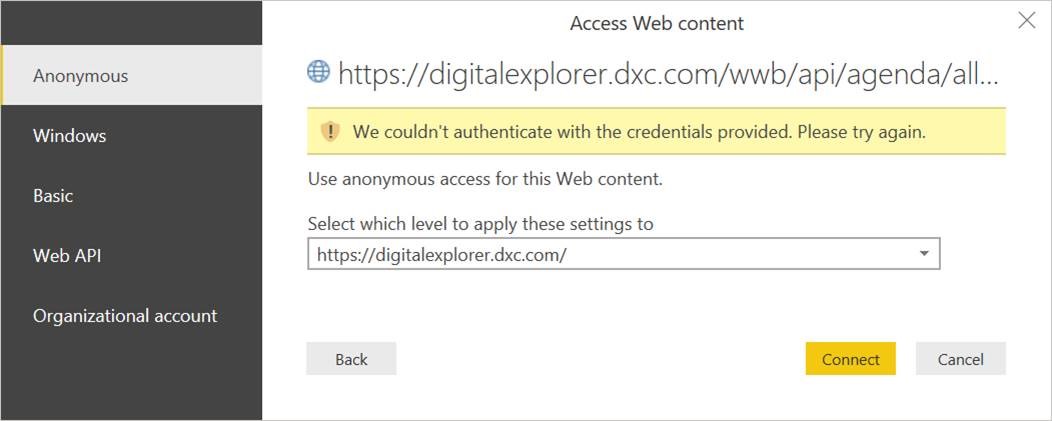 Access Web content
Anonymous
Windows
Basic
Web API
Organizational account
https://digitalexplorer.dxc.com/wwb/api/agenda/all...
We couldn't authenticate with the credentials provided. Please try again.
Use anonymous access for this Web content.
Select which level to apply these settings to
https://digitalexplorer.dxc.com/
Back
Connect
Cancel